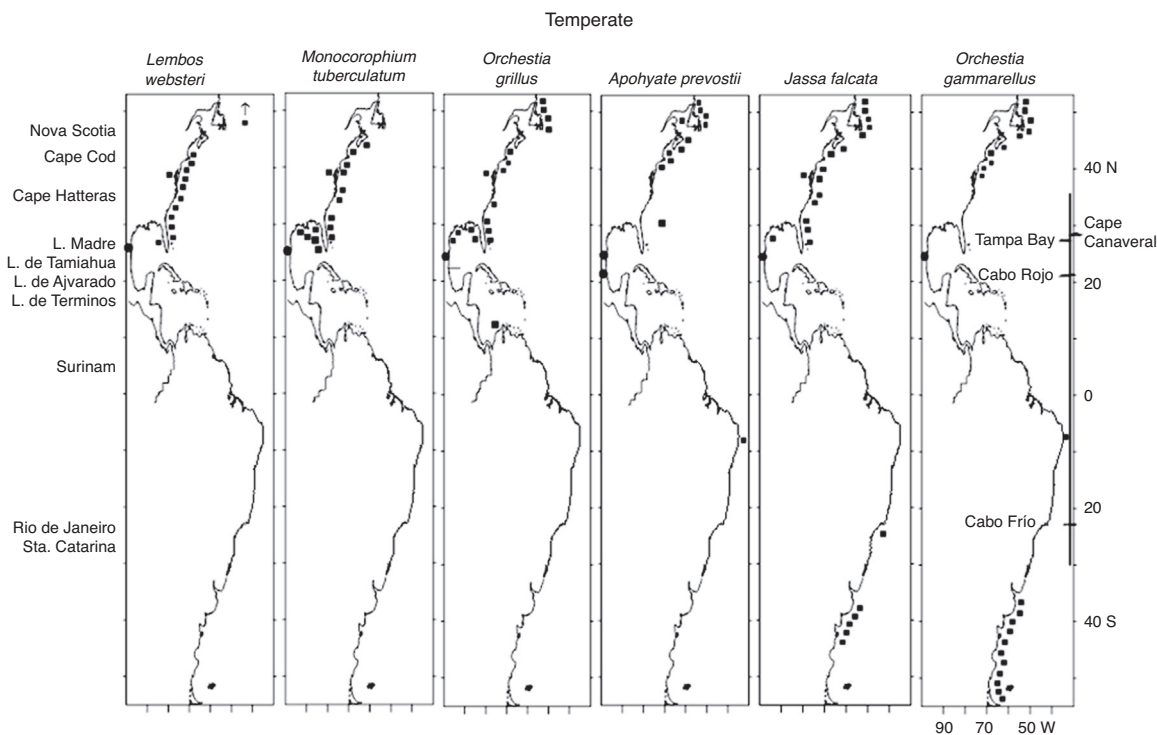 Temperate
Lembos
websteri
Monocorophium
tuberculatum
Orchestia
grillus
Apohyate prevostii
Jassa falcata
Orchestia
gammarellus
Nova Scotia
Cape Cod
Cape Hatteras
L. Madre
L. de Tamiahua
L. de Ajvarado
L. de Terminos
Surinam
Rio de Janeiro
Sta. Catarina
Tampa Bay
Cabo Rojo
Cabo Frío
40 N
Cape
Canaveral
20
0
20
40 S
90 70 50 W